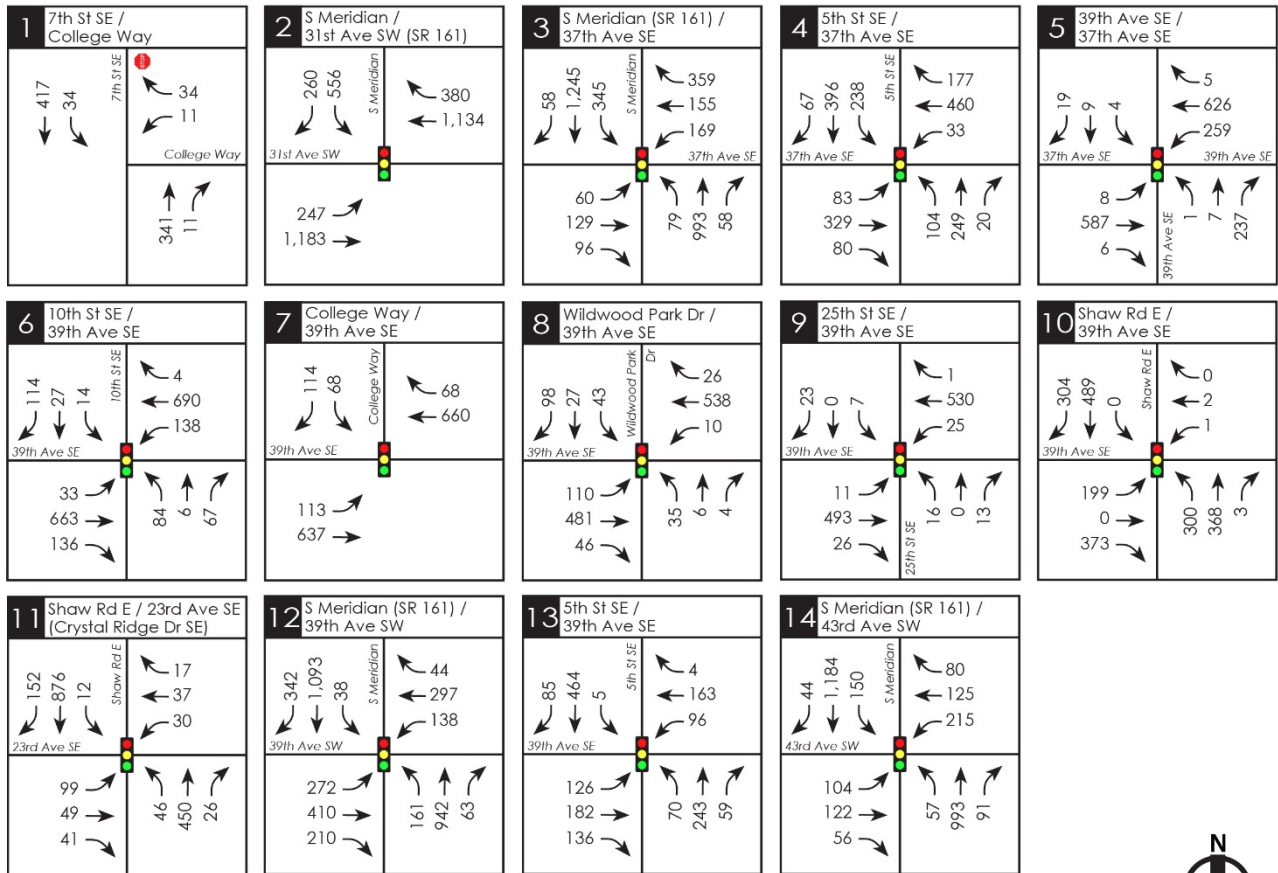 1 7th St SE /
College Way
7th St SE
STOP
417
34
34
11
College Way
341
11
2 S Meridian /
31st Ave SW (SR 161)
260
556
S Meridian
380
1,134
31st Ave SW
247
1,183
3 S Meridian (SR 161) /
37th Ave SE
58
1,245
345
S Meridian
359
155
169
37th Ave SE
60
129
96
79
993
58
4 5th St SE /
37th Ave SE
67
396
238
5th St SE
177
460
33
37th Ave SE
83
329
80
104
249
20
5 39th Ave SE /
37th Ave SE
19
9
4
5
626
259
37th Ave SE
39th Ave SE
8
587
6
39th Ave SE
1
7
237
6 10th St SE /
39th Ave SE
114
27
14
10th St SE
4
690
138
39th Ave SE
33
663
136
84
6
67
7 College Way /
39th Ave SE
114
68
College Way
68
660
39th Ave SE
113
637
8 Wildwood Park Dr /
39th Ave SE
98
27
43
Wildwood Park
Dr
26
538
10
39th Ave SE
110
481
46
35
6
4
9 25th St SE /
39th Ave SE
23
0
7
1
530
25
39th Ave SE
11
493
26
25th St SE
16
0
13
10 Shaw Rd E /
39th Ave SE
304
489
0
Shaw Rd E
0
2
1
39th Ave SE
199
0
373
300
368
3
11 Shaw Rd E / 23rd Ave SE
(Crystal Ridge Dr SE)
152
876
12
Shaw Rd E
17
37
30
23rd Ave SE
99
49
41
46
450
26
12 S Meridian (SR 161) /
39th Ave SW
342
1,093
38
S Meridian
44
297
138
39th Ave SW
272
410
210
161
942
63
13 5th St SE /
39th Ave SE
85
464
5
5th St SE
4
163
96
39th Ave SE
126
182
136
70
243
59
14 S Meridian (SR 161) /
43rd Ave SW
44
1,184
150
S Meridian
80
125
215
43rd Ave SW
104
122
56
57
993
91
N